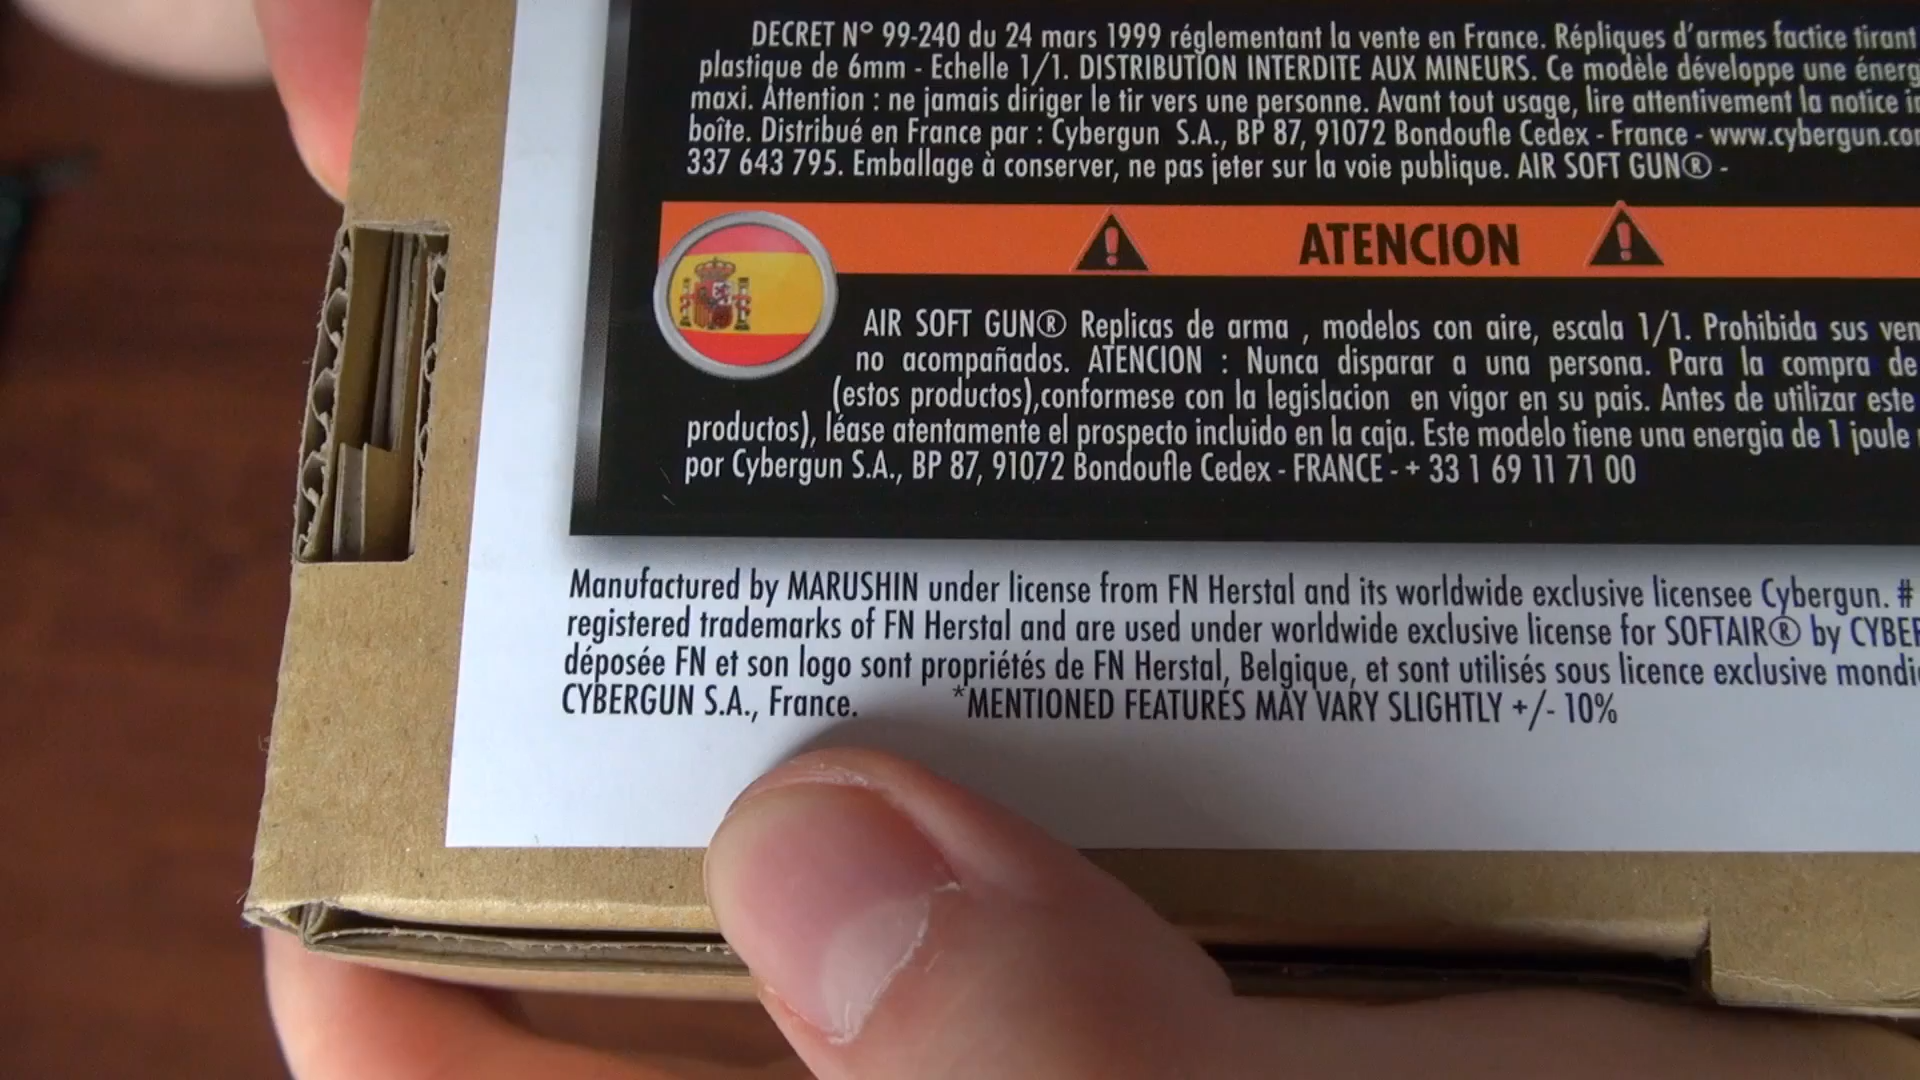 DECRET N° 99-240 du 24 mars 1999 réglementant la vente en France. Répliques d'armes factice tirant
plastique de 6mm - Echelle 1/1. DISTRIBUTION INTERDITE AUX MINEURS. Ce modèle développe une énerg
maxi. Attention : ne jamais diriger le tir vers une personne. Avant tout usage, lire attentivement la notice
boîte. Distribué en France par : Cybergun S.A., BP 87, 91072 Bondoufle Cedex - France - www.cybergun.co
337 643 795. Emballage à conserver, ne pas jeter sur la voie publique. AIR SOFT GUN® -
ATENCION
AIR SOFT GUN® Replicas de arma , modelos con aire, escala 1/1. Prohibida sus ven
no acompañados. ATENCION : Nunca disparar a una persona. Para la compra de
(estos productos),conformese con la legislacion en vigor en su pais. Antes de utilizar este
productos), léase atentamente el prospecto incluido en la caja. Este modelo tiene una energia de 1 joule
por Cybergun S.A., BP 87, 91072 Bondoufle Cedex - FRANCE - + 33 1 69 11 71 00
Manufactured by MARUSHIN under license from FN Herstal and its worldwide exclusive licensee Cybergun. #
registered trademarks of FN Herstal and are used under worldwide exclusive license for SOFTAIR® by CYBE
déposée FN et son logo sont propriétés de FN Herstal, Belgique, et sont utilisés sous licence exclusive mondi
CYBERGUN S.A., France. *MENTIONED FEATURES MAY VARY SLIGHTLY +/- 10%